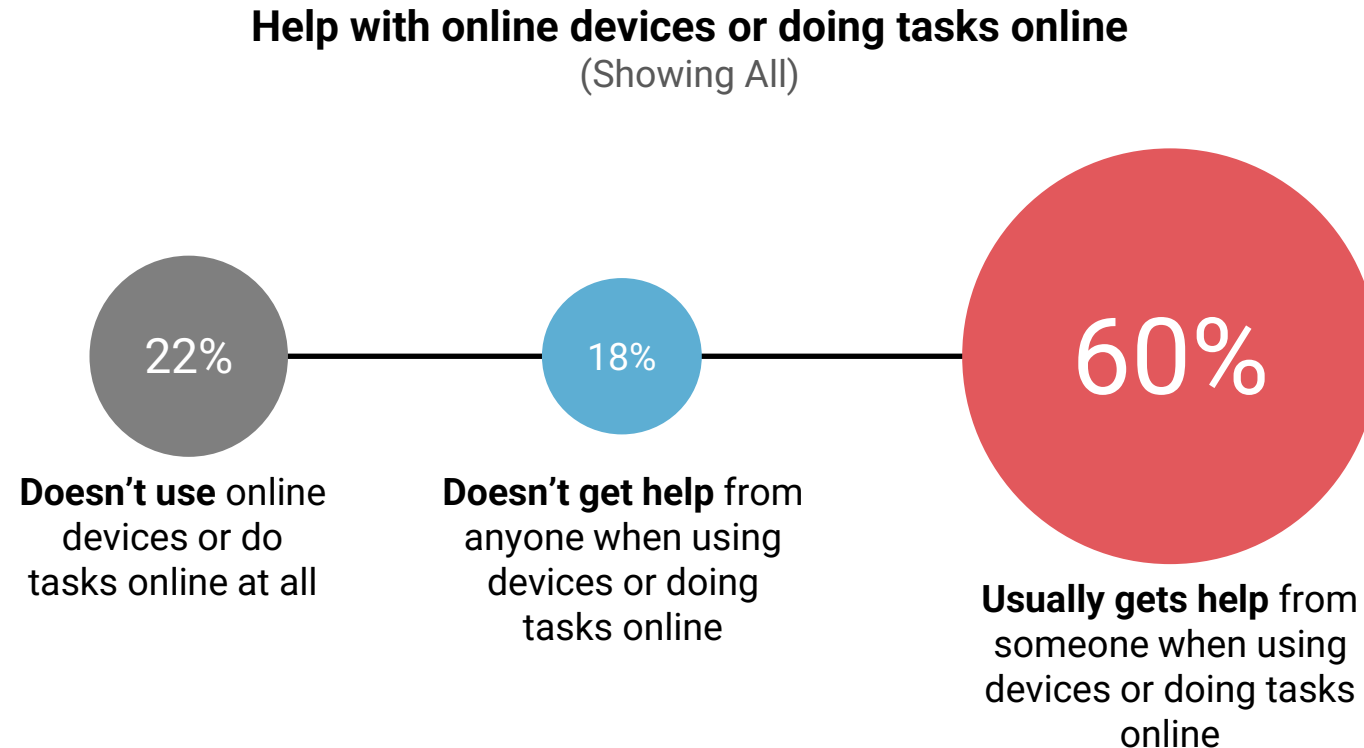 Help with online devices or doing tasks online
(Showing All)
22%
18%
60%
Doesn’t use online
devices or do
tasks online at all
Doesn’t get help from
anyone when using
devices or doing
tasks online
Usually gets help from
someone when using
devices or doing tasks
online